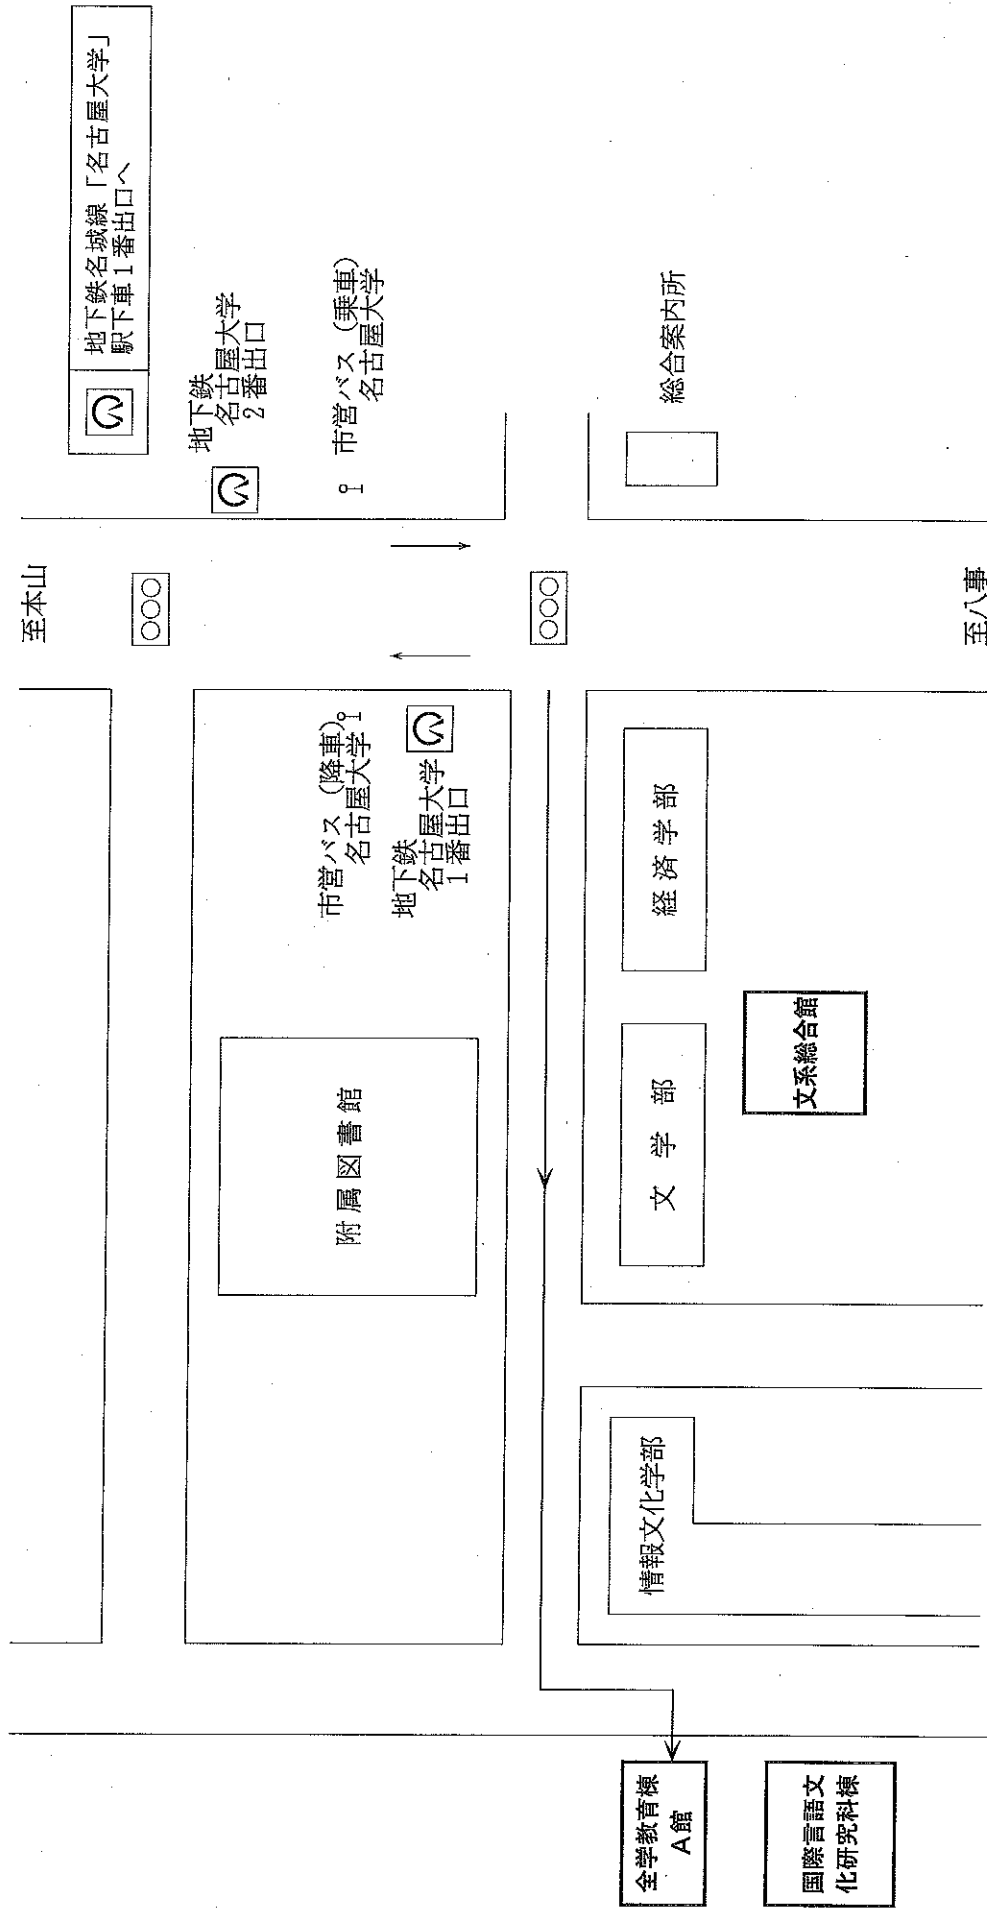 地下鉄名城線「名古屋大学」
駅下車1番出口へ
至本山
地下鉄
名古屋大学
2番出口
市営バス(乗車)
名古屋大学
総合案内所
至八事
市営バス(降車)
名古屋大学
地下鉄
名古屋大学
1番出口
附属図書館
経済学部
文学部
文系総合館
情報文化学部
全学教育棟
A館
国際言語文
化研究科棟